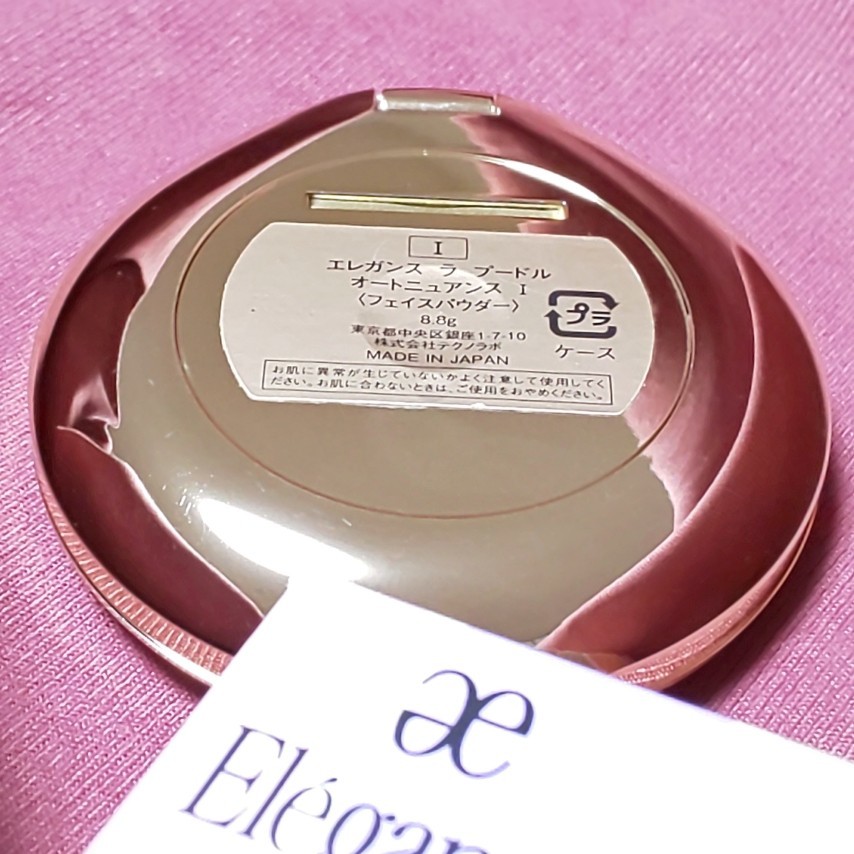 I
エレガンス ラ プードル
オートニュアンス I
〈フェイスパウダー〉
8.8g
東京都中央区銀座1-7-10
株式会社テクノラボ
MADE IN JAPAN
お肌に異常が生じていないかよく注意して使用してく
ださい。お肌に合わないときは、ご使用をおやめください。
プラ
ケース
æ
Elégan